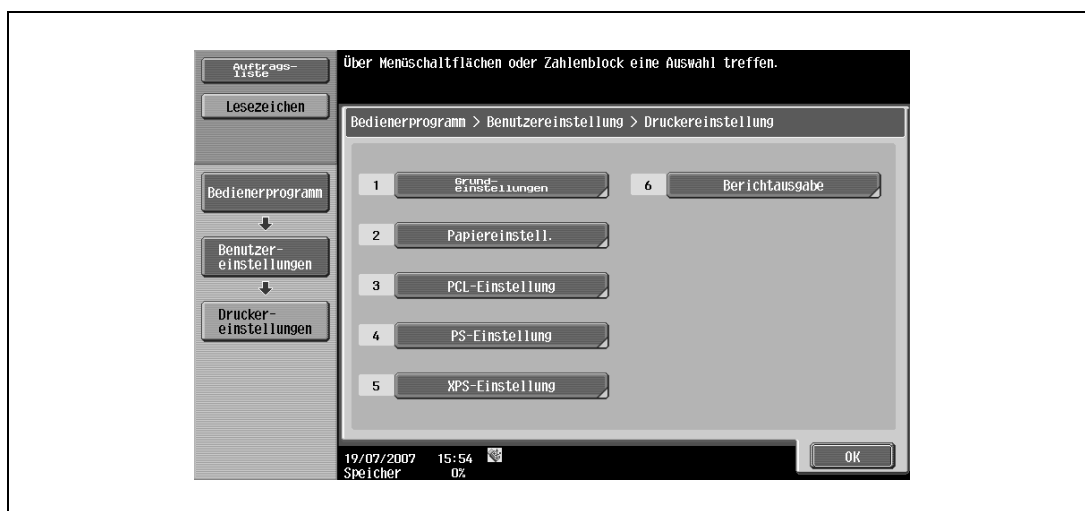 Auftrags-
liste
Lesezeichen
Bedienerprogramm
Benutzer-
einstellungen
Drucker-
einstellungen
Über Menüschaltflächen oder Zahlenblock eine Auswahl treffen.
Bedienerprogramm > Benutzereinstellung > Druckereinstellung
1 Grund-
einstellungen
2 Papiereinstell.
3 PCL-Einstellung
4 PS-Einstellung
5 XPS-Einstellung
6 Berichtausgabe
19/07/2007 15:54
Speicher 0%
OK